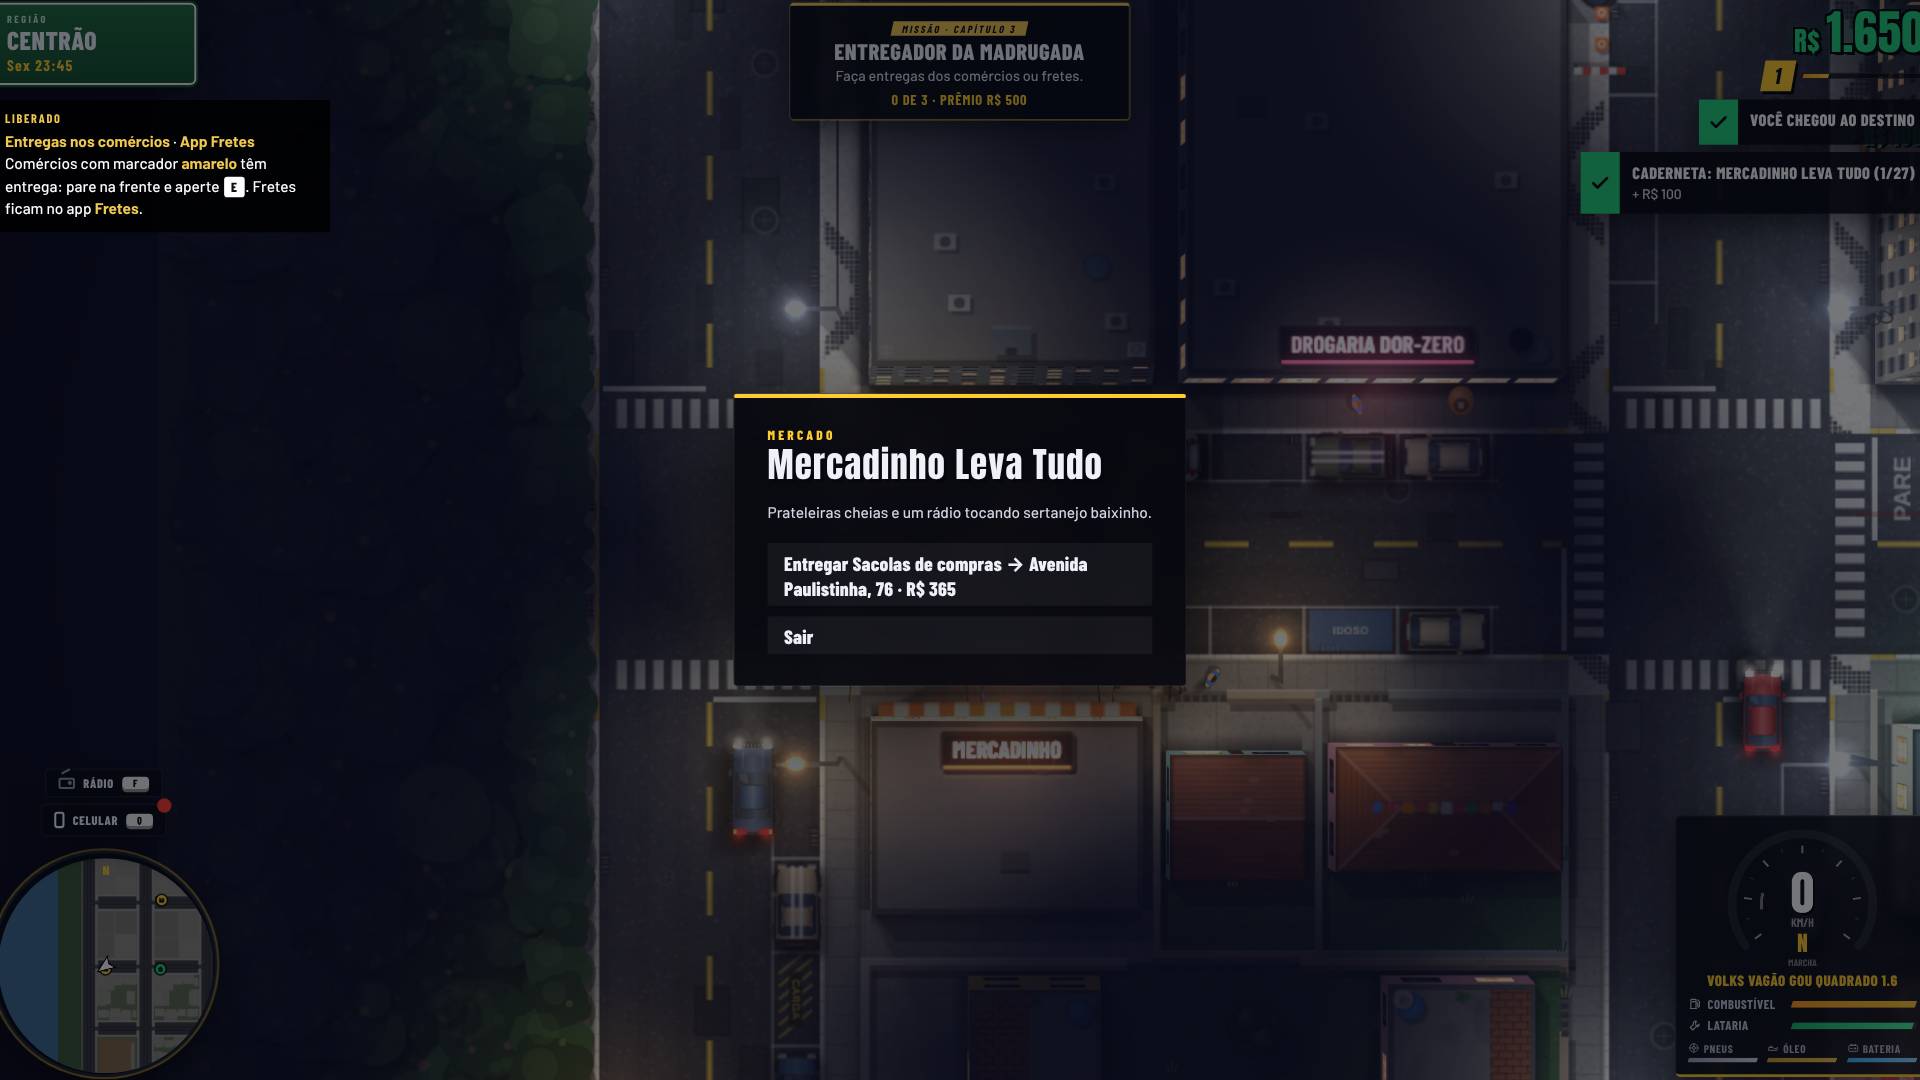 REGIÃO
CENTRÃO
Sex 23:45
LIBERADO
Entregas nos comércios · App Fretes
Comércios com marcador amarelo têm
entrega: pare na frente e aperte E. Fretes
ficam no app Fretes.
MISSÃO · CAPÍTULO 3
ENTREGADOR DA MADRUGADA
Faça entregas dos comércios ou fretes.
0 DE 3 · PRÊMIO R$ 500
R$ 1.650
1
VOCÊ CHEGOU AO DESTINO
CADERNETA: MERCADINHO LEVA TUDO (1/27)
+ R$ 100
DROGARIA DOR-ZERO
PARE
MERCADO
Mercadinho Leva Tudo
Prateleiras cheias e um rádio tocando sertanejo baixinho.
Entregar Sacolas de compras → Avenida
Paulistinha, 76 · R$ 365
Sair
IDOSO
MERCADINHO
CARGA
RÁDIO F
CELULAR Q
N
0
KM/H
N
MARCHA
VOLKS VAGÃO GOU QUADRADO 1.6
COMBUSTÍVEL
LATARIA
PNEUS ÓLEO BATERIA